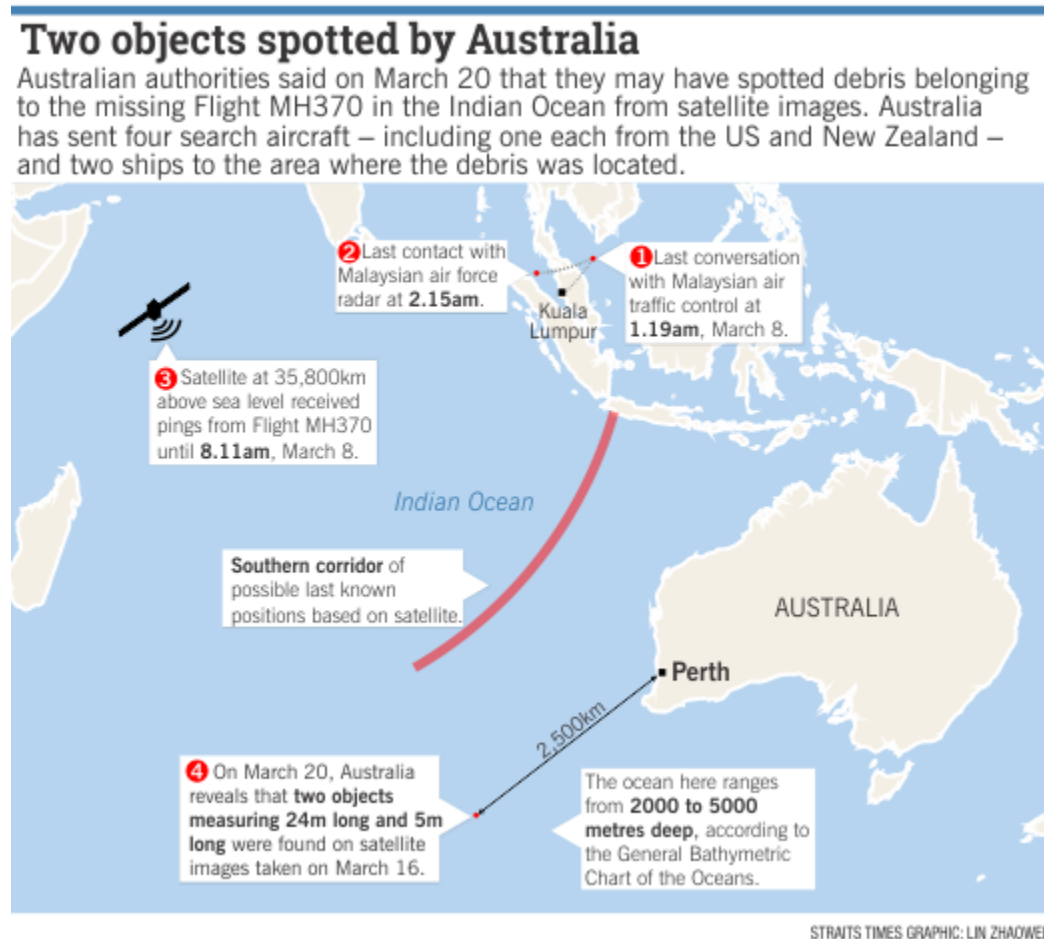 Two objects spotted by Australia
Australian authorities said on March 20 that they may have spotted debris belonging
to the missing Flight MH370 in the Indian Ocean from satellite images. Australia
has sent four search aircraft – including one each from the US and New Zealand –
and two ships to the area where the debris was located.
1 Last conversation
with Malaysian air
traffic control at
1.19am, March 8.
2 Last contact with
Malaysian air force
radar at 2.15am.
Kuala
Lumpur
3 Satellite at 35,800km
above sea level received
pings from Flight MH370
until 8.11am, March 8.
Indian Ocean
Southern corridor of
possible last known
positions based on satellite.
AUSTRALIA
Perth
2,500km
4 On March 20, Australia
reveals that two objects
measuring 24m long and 5m
long were found on satellite
images taken on March 16.
The ocean here ranges
from 2000 to 5000
metres deep, according to
the General Bathymetric
Chart of the Oceans.
STRAITS TIMES GRAPHIC: LIN ZHAOWEI